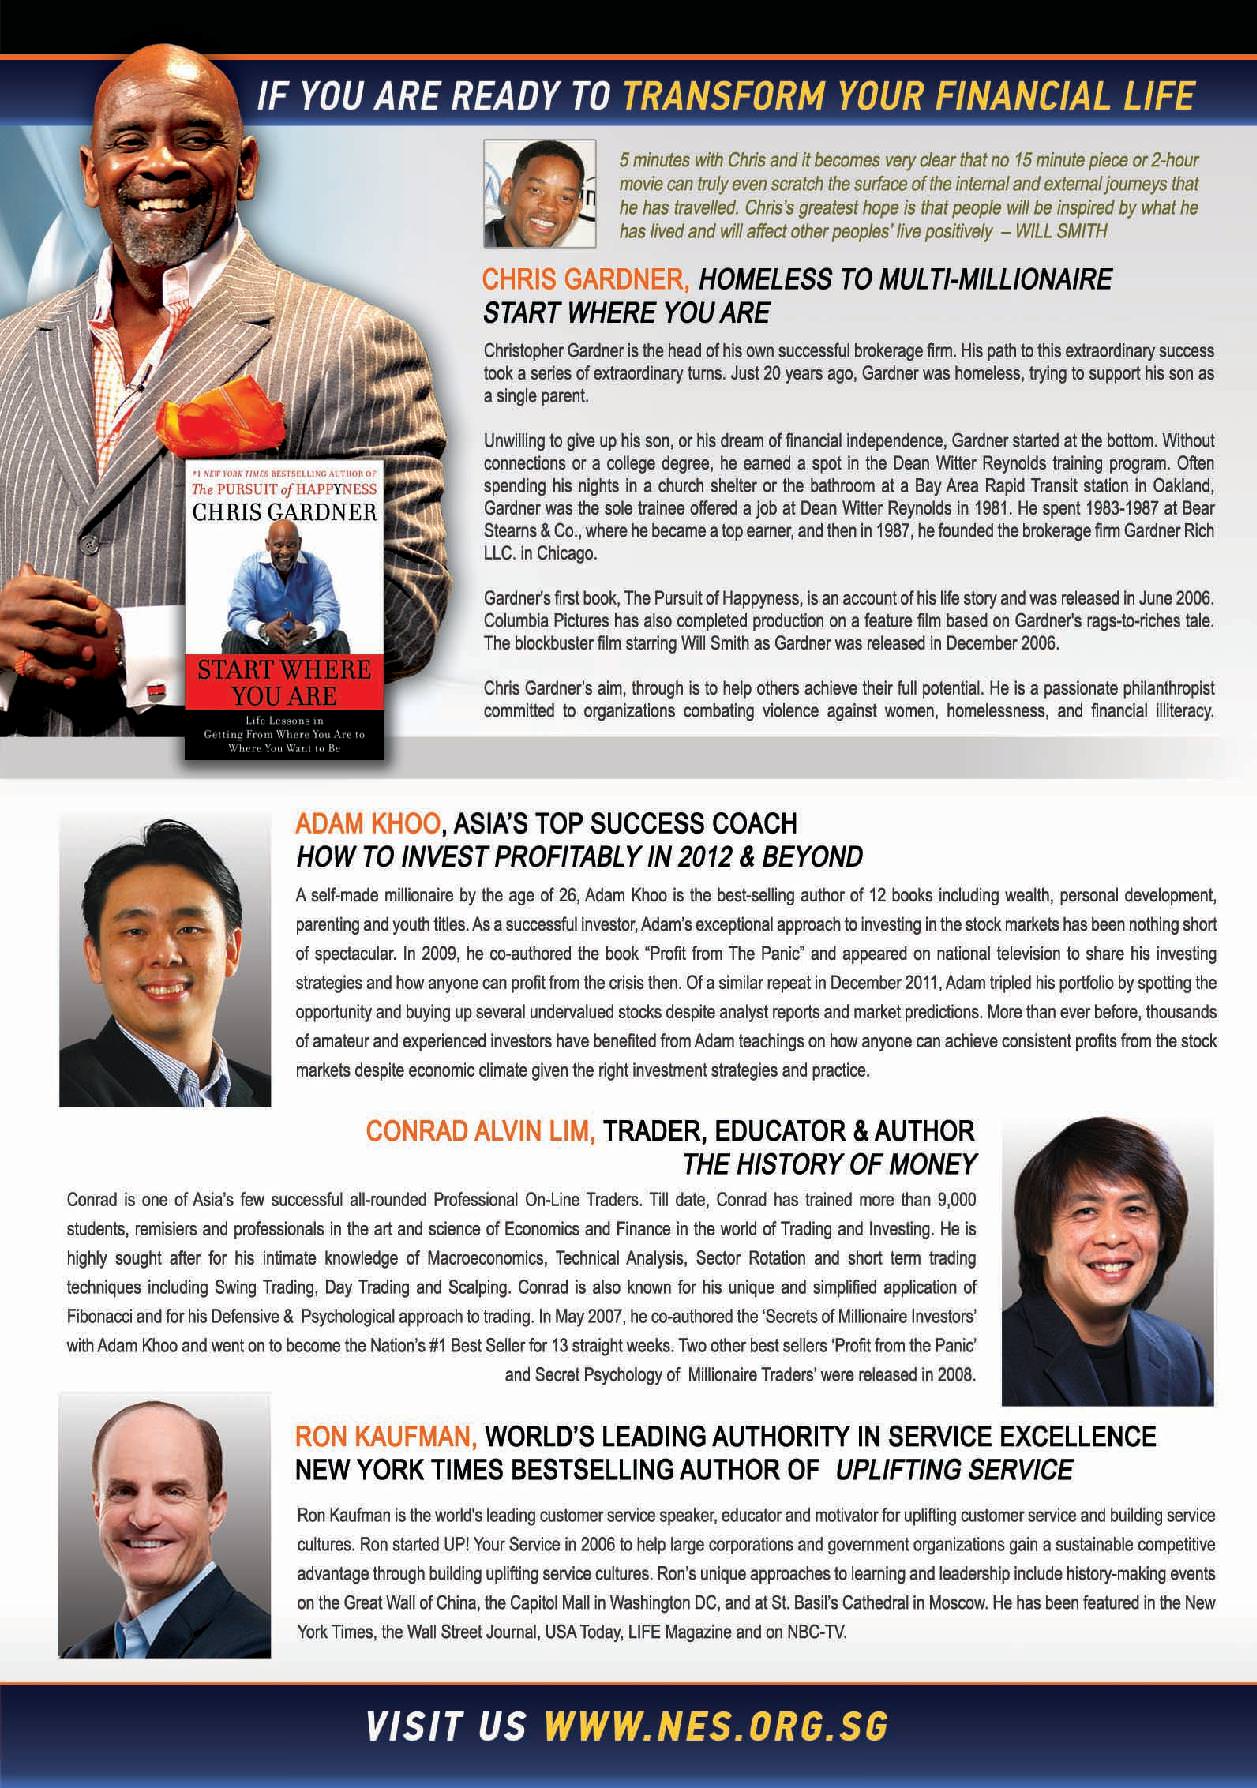 IF YOU ARE READY TO TRANSFORM YOUR FINANCIAL LIFE
5 minutes with Chris and it becomes very clear that no 15 minute piece or 2-hour
movie can truly even scratch the surface of the internal and external journeys that
he has travelled. Chris's greatest hope is that people will be inspired by what he
has lived and will affect other peoples' live positively – WILL SMITH
CHRIS GARDNER, HOMELESS TO MULTI-MILLIONAIRE
START WHERE YOU ARE
Christopher Gardner is the head of his own successful brokerage firm. His path to this extraordinary success
took a series of extraordinary turns. Just 20 years ago, Gardner was homeless, trying to support his son as
a single parent.
Unwilling to give up his son, or his dream of financial independence, Gardner started at the bottom. Without
connections or a college degree, he earned a spot in the Dean Witter Reynolds training program. Often
spending his nights in a church shelter or the bathroom at a Bay Area Rapid Transit station in Oakland,
Gardner was the sole trainee offered a job at Dean Witter Reynolds in 1981. He spent 1983-1987 at Bear
Stearns & Co., where he became a top earner, and then in 1987, he founded the brokerage firm Gardner Rich
LLC. in Chicago.
Gardner's first book, The Pursuit of Happyness, is an account of his life story and was released in June 2006.
Columbia Pictures has also completed production on a feature film based on Gardner's rags-to-riches tale.
The blockbuster film starring Will Smith as Gardner was released in December 2006.
Chris Gardner's aim, through is to help others achieve their full potential. He is a passionate philanthropist
committed to organizations combating violence against women, homelessness, and financial illiteracy.
#1 NEW YORK TIMES BESTSELLING AUTHOR OF
The PURSUIT of HAPPYNESS
CHRIS GARDNER
START WHERE
YOU ARE
Life Lessons in
Getting From Where You Are to
Where You Want to Be
ADAM KHOO, ASIA'S TOP SUCCESS COACH
HOW TO INVEST PROFITABLY IN 2012 & BEYOND
A self-made millionaire by the age of 26, Adam Khoo is the best-selling author of 12 books including wealth, personal development,
parenting and youth titles. As a successful investor, Adam's exceptional approach to investing in the stock markets has been nothing short
of spectacular. In 2009, he co-authored the book "Profit from The Panic" and appeared on national television to share his investing
strategies and how anyone can profit from the crisis then. Of a similar repeat in December 2011, Adam tripled his portfolio by spotting the
opportunity and buying up several undervalued stocks despite analyst reports and market predictions. More than ever before, thousands
of amateur and experienced investors have benefited from Adam teachings on how anyone can achieve consistent profits from the stock
markets despite economic climate given the right investment strategies and practice.
CONRAD ALVIN LIM, TRADER, EDUCATOR & AUTHOR
THE HISTORY OF MONEY
Conrad is one of Asia's few successful all-rounded Professional On-Line Traders. Till date, Conrad has trained more than 9,000
students, remisiers and professionals in the art and science of Economics and Finance in the world of Trading and Investing. He is
highly sought after for his intimate knowledge of Macroeconomics, Technical Analysis, Sector Rotation and short term trading
techniques including Swing Trading, Day Trading and Scalping. Conrad is also known for his unique and simplified application of
Fibonacci and for his Defensive & Psychological approach to trading. In May 2007, he co-authored the 'Secrets of Millionaire Investors'
with Adam Khoo and went on to become the Nation's #1 Best Seller for 13 straight weeks. Two other best sellers 'Profit from the Panic'
and Secret Psychology of Millionaire Traders' were released in 2008.
RON KAUFMAN, WORLD'S LEADING AUTHORITY IN SERVICE EXCELLENCE
NEW YORK TIMES BESTSELLING AUTHOR OF UPLIFTING SERVICE
Ron Kaufman is the world's leading customer service speaker, educator and motivator for uplifting customer service and building service
cultures. Ron started UP! Your Service in 2006 to help large corporations and government organizations gain a sustainable competitive
advantage through building uplifting service cultures. Ron's unique approaches to learning and leadership include history-making events
on the Great Wall of China, the Capitol Mall in Washington DC, and at St. Basil's Cathedral in Moscow. He has been featured in the New
York Times, the Wall Street Journal, USA Today, LIFE Magazine and on NBC-TV.
VISIT US WWW.NES.ORG.SG